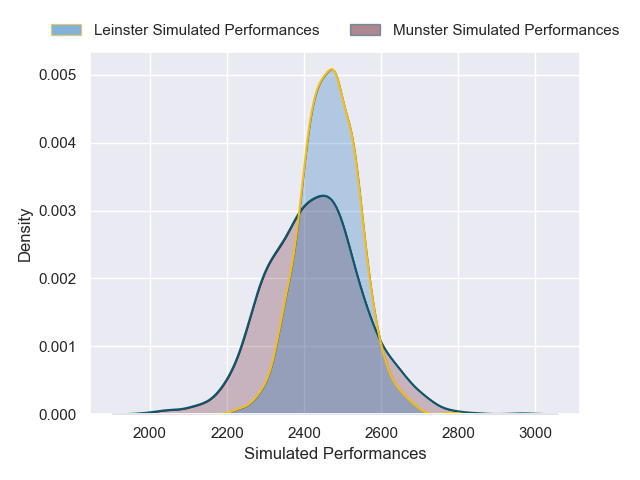 Leinster Simulated Performances Munster Simulated Performances
0.005
0.004
0.003
0.002
0.001
0.000
Density
2000 2200 2400 2600 2800 3000
Simulated Performances